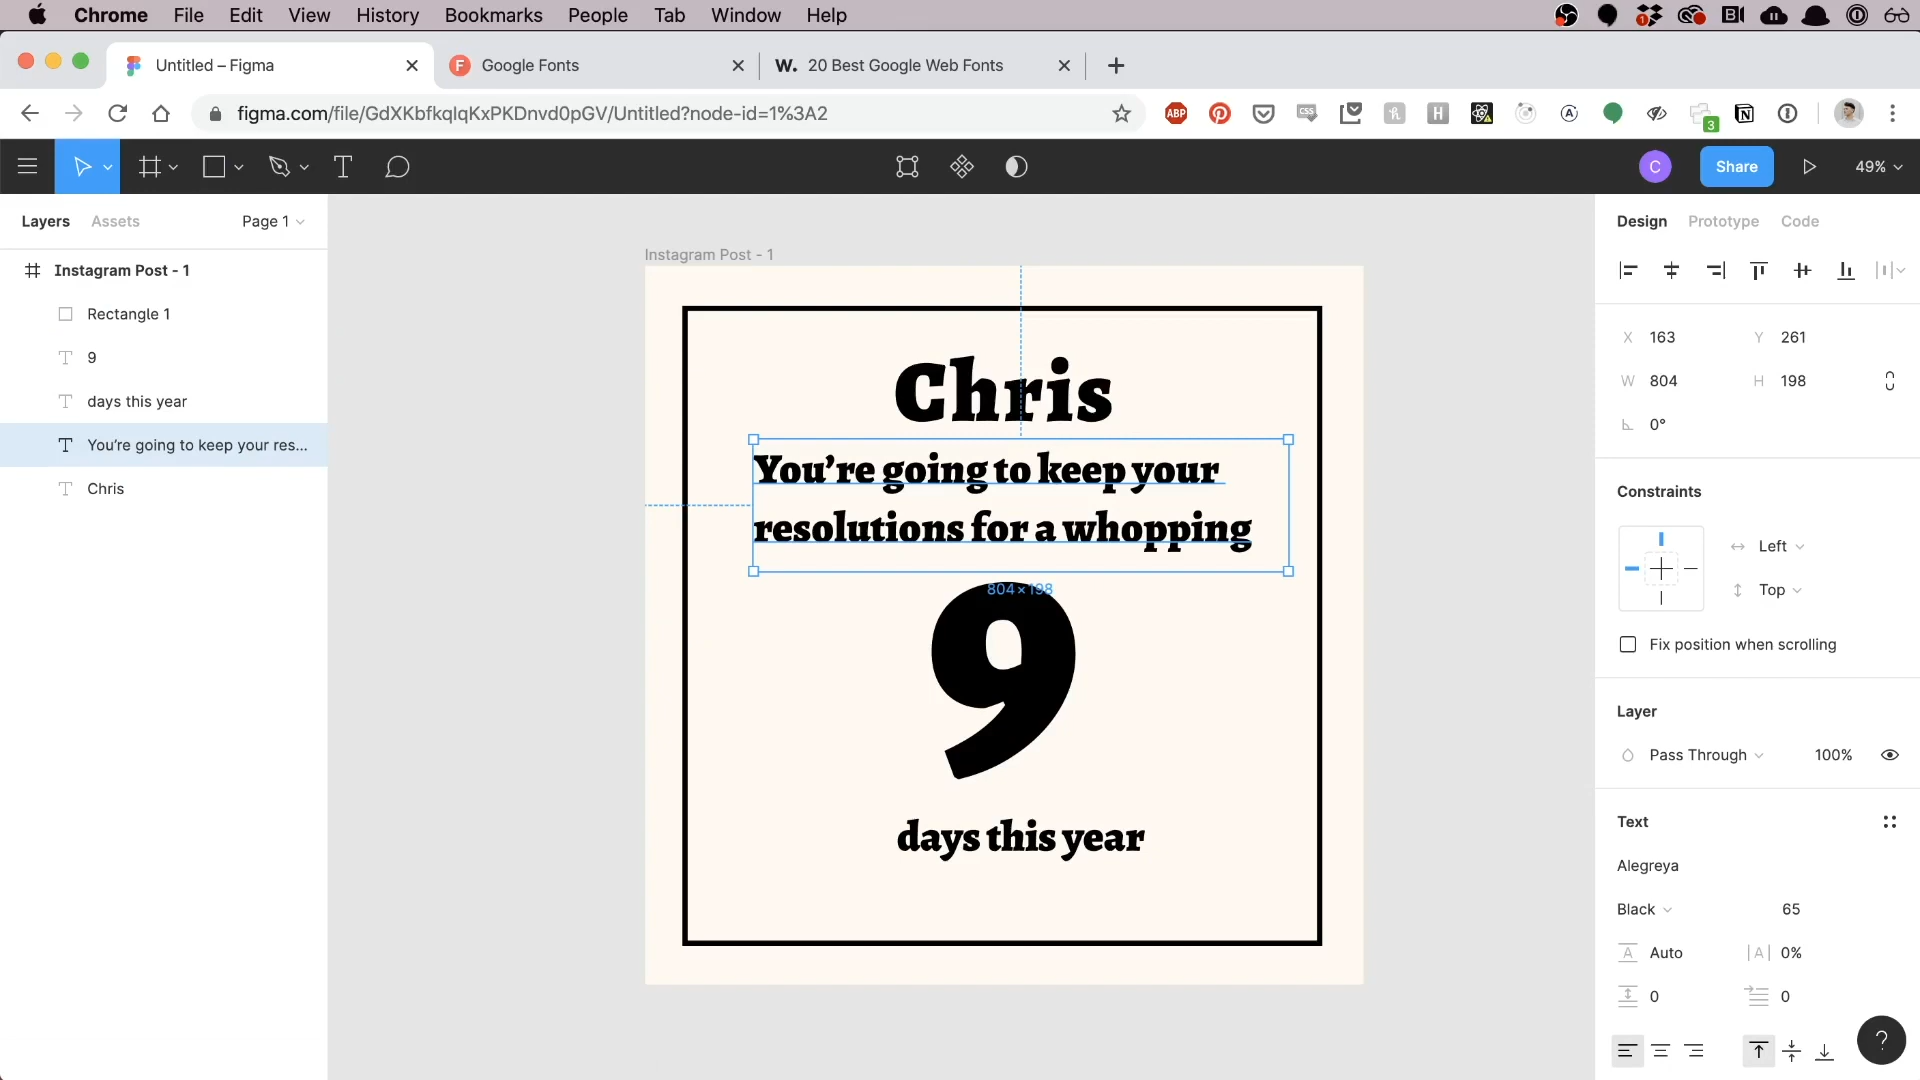 Chrome File Edit View History Bookmarks People Tab Window Help
Untitled – Figma Google Fonts W. 20 Best Google Web Fonts
figma.com/file/GdXKbfkqlqKxPKDnvd0pGV/Untitled?node-id=1%3A2
ABP
CSS
3
C Share 49%
Layers Assets Page 1
Instagram Post - 1
Rectangle 1
9
days this year
You’re going to keep your res...
Chris
Instagram Post - 1
Chris
You’re going to keep your
resolutions for a whopping
804 × 198
9
days this year
Design Prototype Code
X 163 Y 261
W 804 H 198
0°
Constraints
Left
Top
Fix position when scrolling
Layer
Pass Through 100%
Text
Alegreya
Black 65
Auto 0%
0 0
?